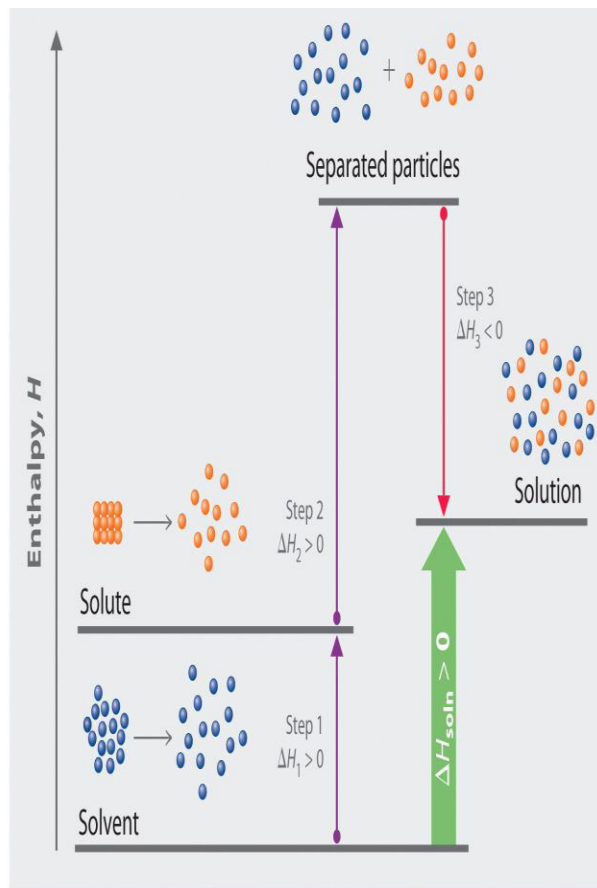 +
Separated particles
Step 3
ΔH₃ < 0
Enthalpy, H
Solution
Step 2
ΔH₂ > 0
Solute
ΔHsoln > 0
Step 1
ΔH₁ > 0
Solvent